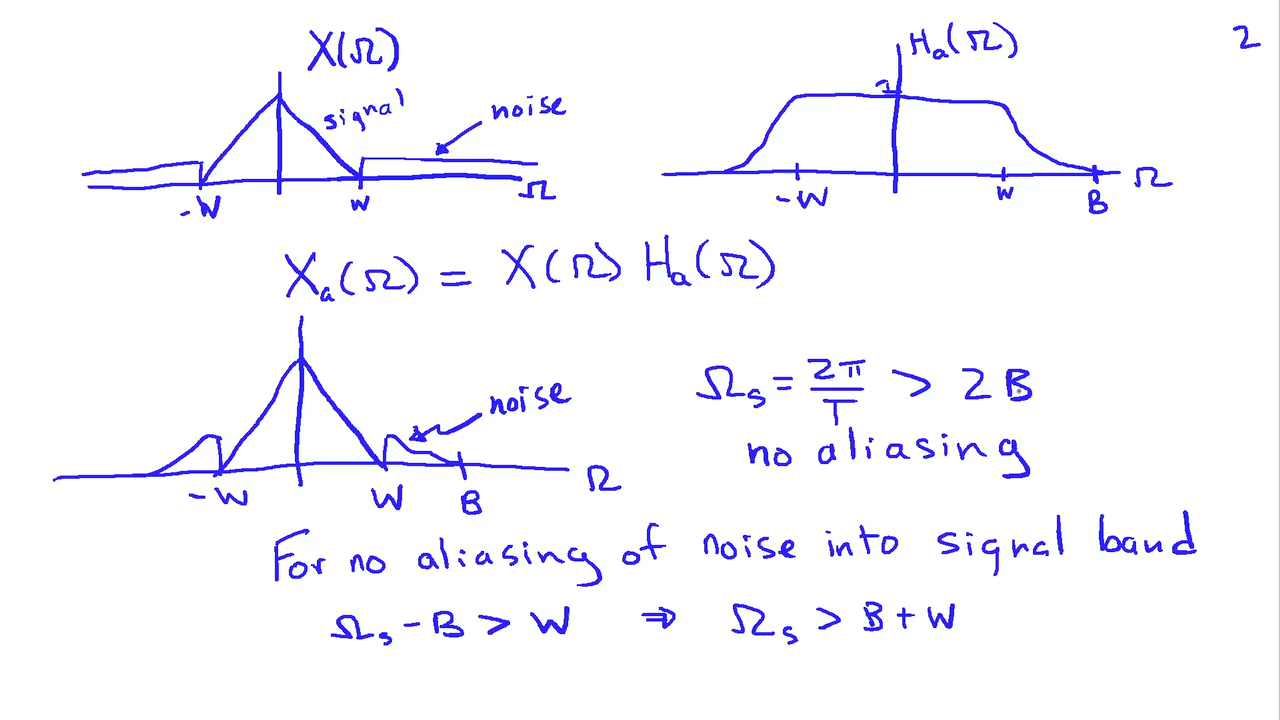 X(Ω)
signal
noise
-W W Ω
2
Hₐ(Ω)
1
-W W B Ω
Xₐ(Ω) = X(Ω) Hₐ(Ω)
noise
-W W B Ω
Ωₛ = 2π/T > 2B
no aliasing
For no aliasing of noise into signal band
Ωₛ - B > W ⇒ Ωₛ > B + W